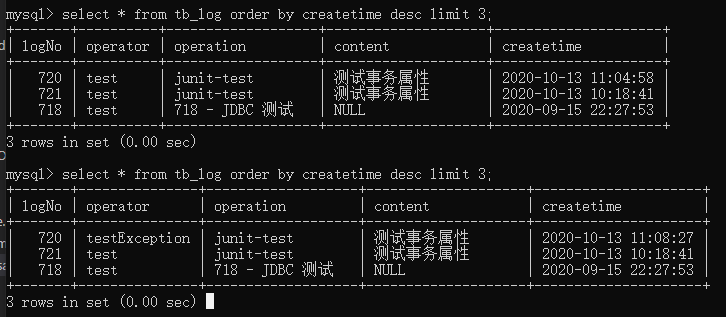 mysql> select * from tb_log order by createtime desc limit 3;
+-------+----------+-----------------+--------------+---------------------+
| logNo | operator | operation | content | createtime |
+-------+----------+-----------------+--------------+---------------------+
| 720 | test | junit-test | 测试事务属性 | 2020-10-13 11:04:58 |
| 721 | test | junit-test | 测试事务属性 | 2020-10-13 10:18:41 |
| 718 | test | 718 - JDBC 测试 | NULL | 2020-09-15 22:27:53 |
+-------+----------+-----------------+--------------+---------------------+
3 rows in set (0.00 sec)
mysql> select * from tb_log order by createtime desc limit 3;
+-------+---------------+-----------------+--------------+---------------------+
| logNo | operator | operation | content | createtime |
+-------+---------------+-----------------+--------------+---------------------+
| 720 | testException | junit-test | 测试事务属性 | 2020-10-13 11:08:27 |
| 721 | test | junit-test | 测试事务属性 | 2020-10-13 10:18:41 |
| 718 | test | 718 - JDBC 测试 | NULL | 2020-09-15 22:27:53 |
+-------+---------------+-----------------+--------------+---------------------+
3 rows in set (0.00 sec)